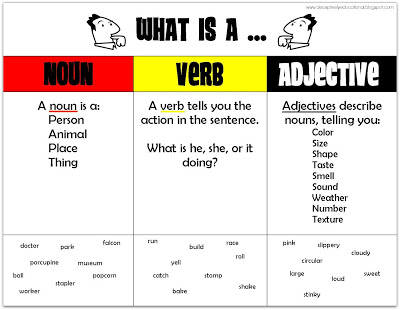 www.deceptivelyeducational.blogspot.com
WHAT IS A ...
NOUN
VERB
ADJECTIVE
A noun is a:
Person
Animal
Place
Thing
A verb tells you the
action in the sentence.
What is he, she, or it
doing?
Adjectives describe
nouns, telling you:
Color
Size
Shape
Taste
Smell
Sound
Weather
Number
Texture
doctor park falcon
porcupine museum
ball popcorn
stapler
worker
run build race
yell roll
catch stomp
bake shake
pink slippery
circular cloudy
large loud sweet
stinky